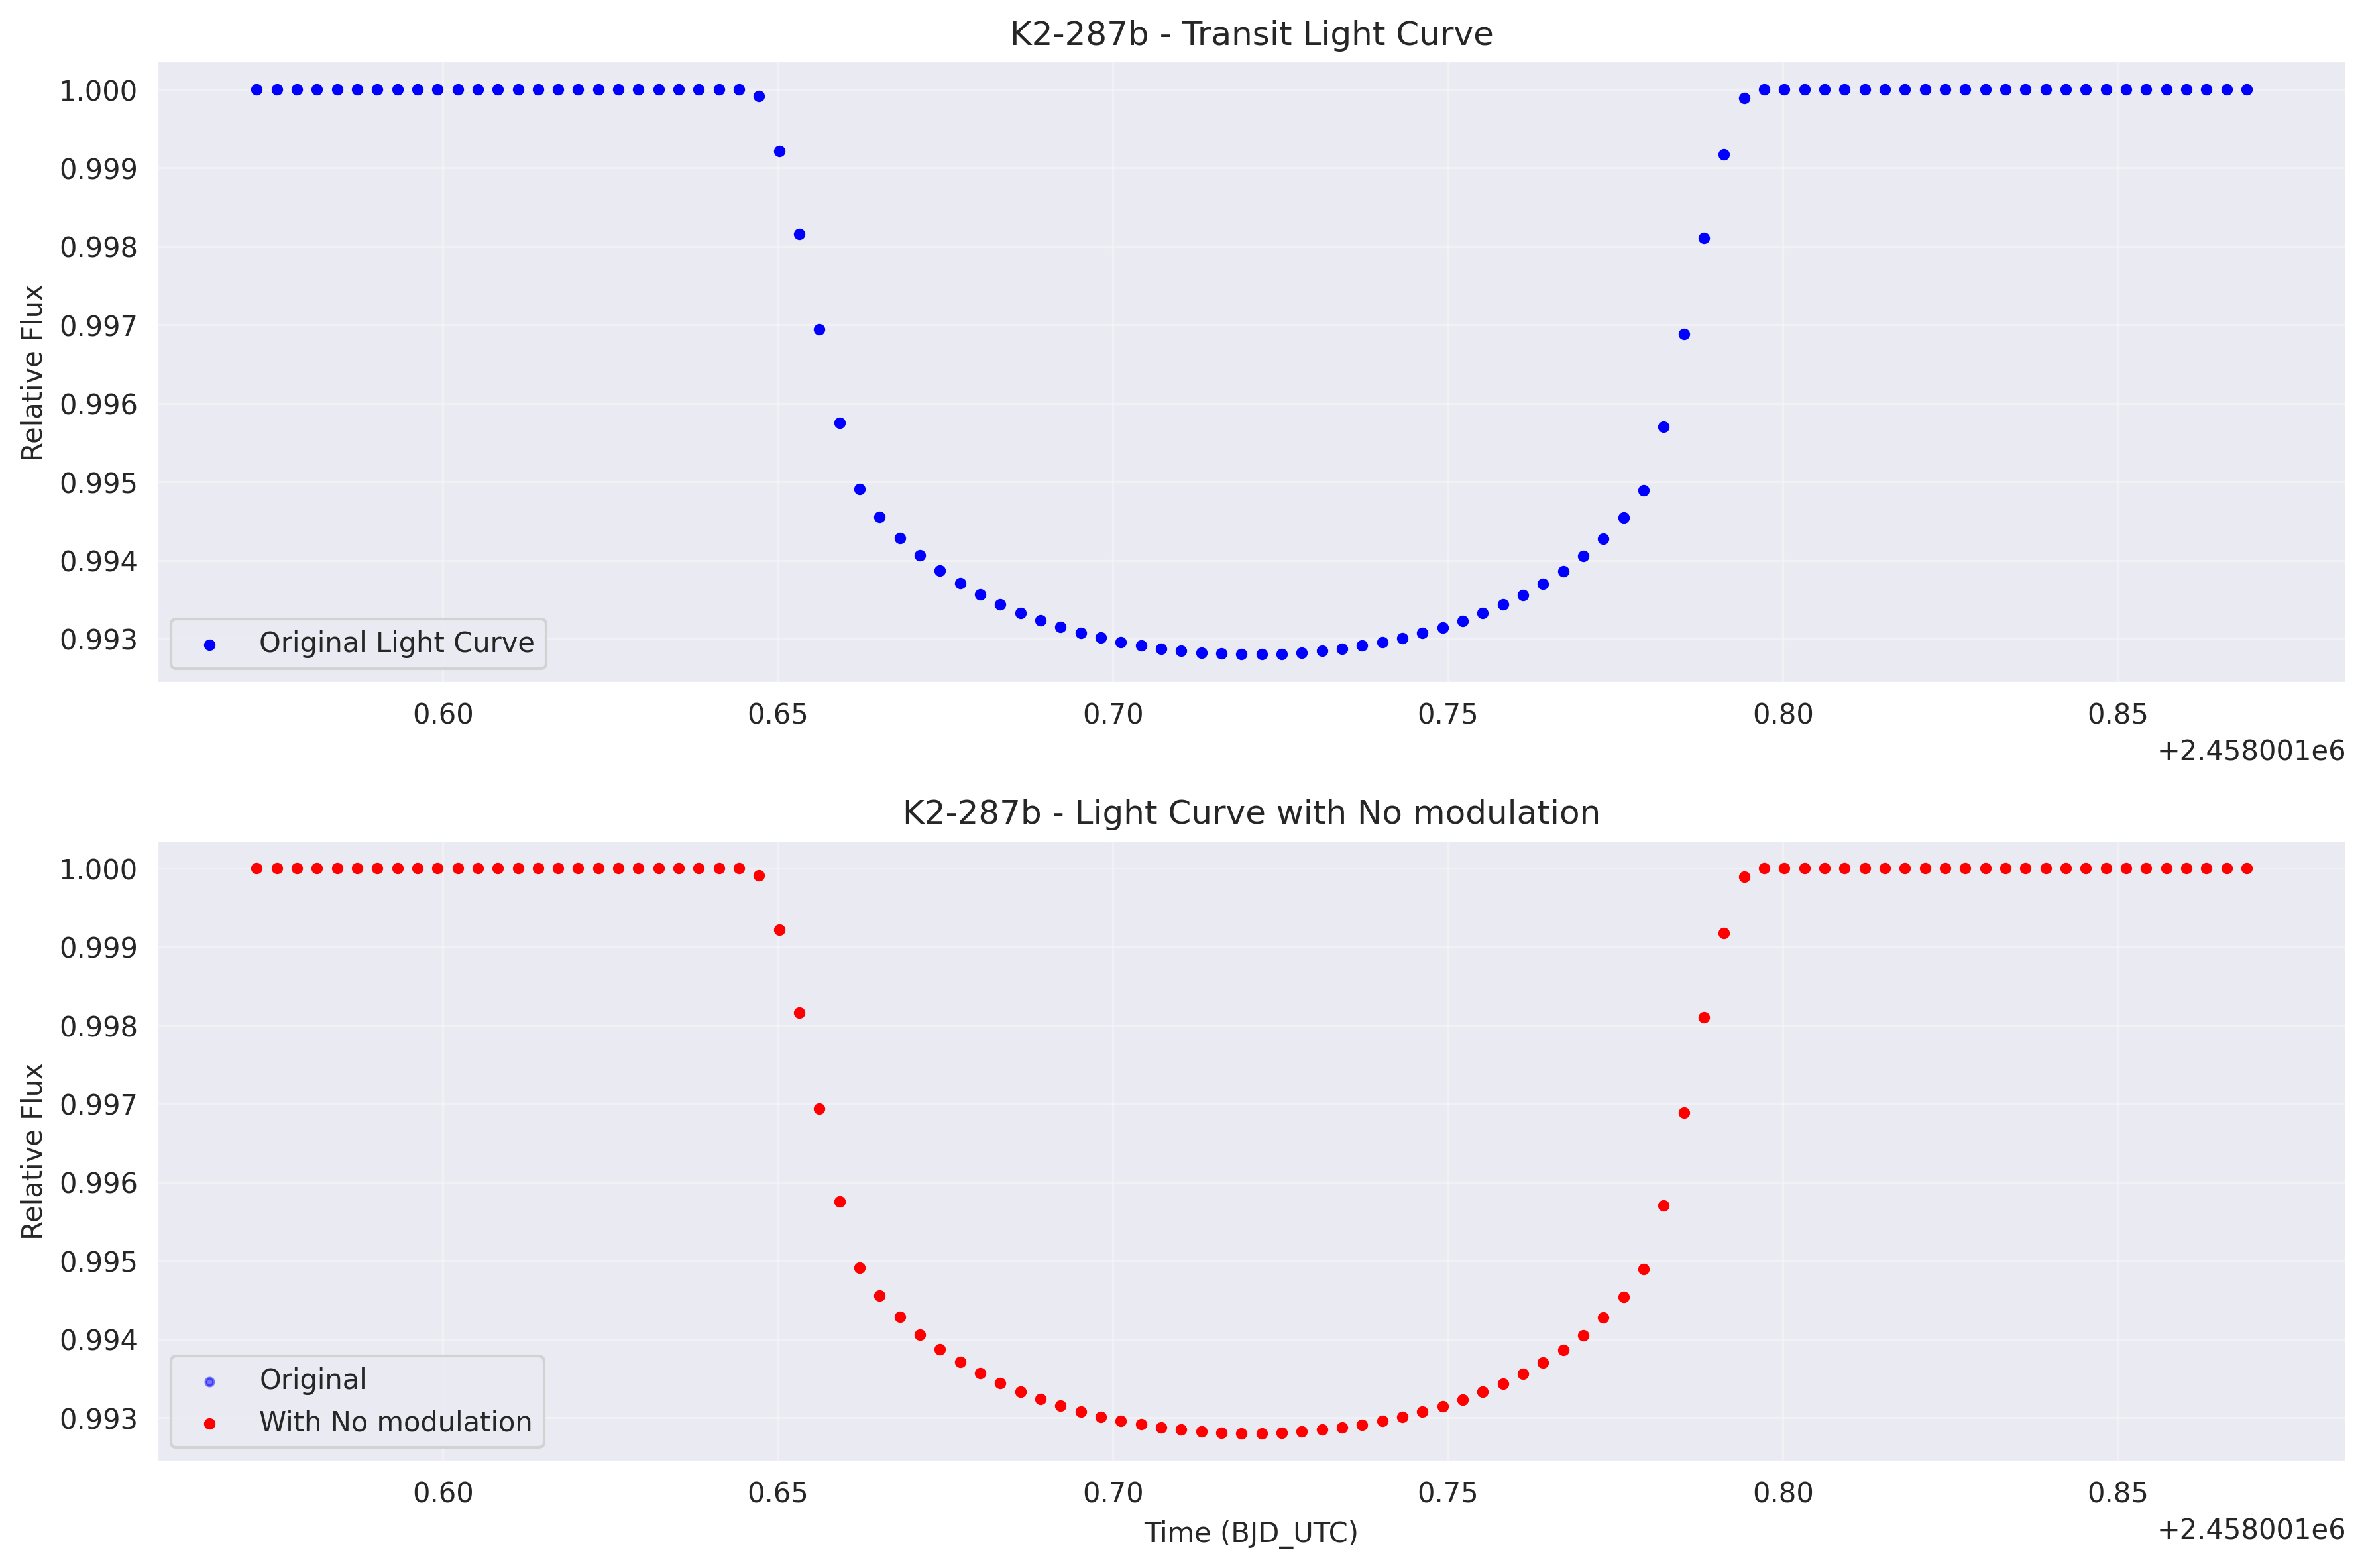 K2-287b - Transit Light Curve
1.000
0.999
0.998
0.997
0.996
0.995
0.994
0.993
Relative Flux
Original Light Curve
0.60 0.65 0.70 0.75 0.80 0.85
+2.458001e6
K2-287b - Light Curve with No modulation
1.000
0.999
0.998
0.997
0.996
0.995
0.994
0.993
Relative Flux
Original
With No modulation
0.60 0.65 0.70 0.75 0.80 0.85
Time (BJD_UTC)
+2.458001e6